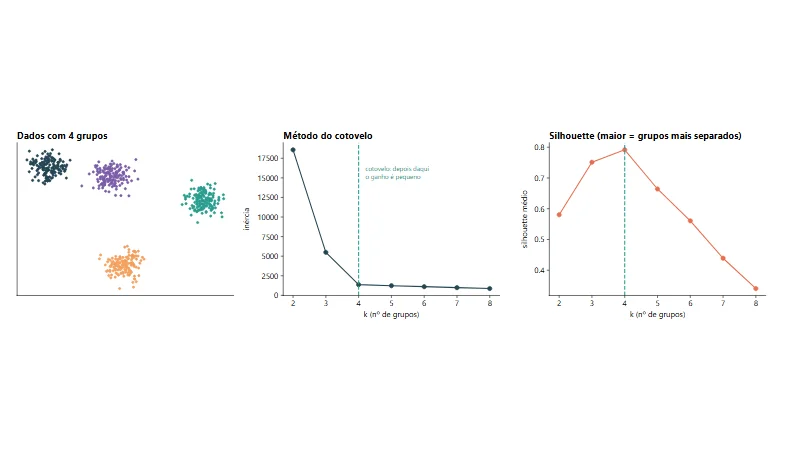 Dados com 4 grupos
Método do cotovelo
inércia
17500
15000
12500
10000
7500
5000
2500
0
cotovelo: depois daqui
o ganho é pequeno
2 3 4 5 6 7 8
k (nº de grupos)
Silhouette (maior = grupos mais separados)
silhouette médio
0.8
0.7
0.6
0.5
0.4
2 3 4 5 6 7 8
k (nº de grupos)